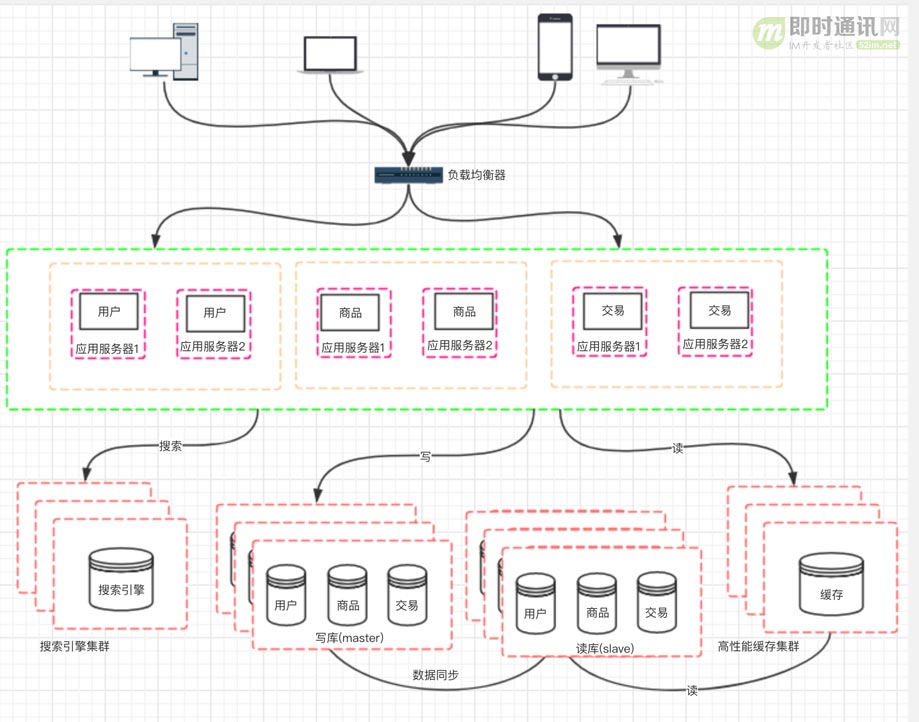 即时通讯网
IM开发者社区 52im.net
负载均衡器
用户
用户
商品
商品
交易
交易
应用服务器1
应用服务器2
应用服务器1
应用服务器2
应用服务器1
应用服务器2
搜索
写
读
搜索引擎
用户
商品
交易
用户
商品
交易
缓存
写库(master)
读库(slave)
搜索引擎集群
高性能缓存集群
数据同步
读